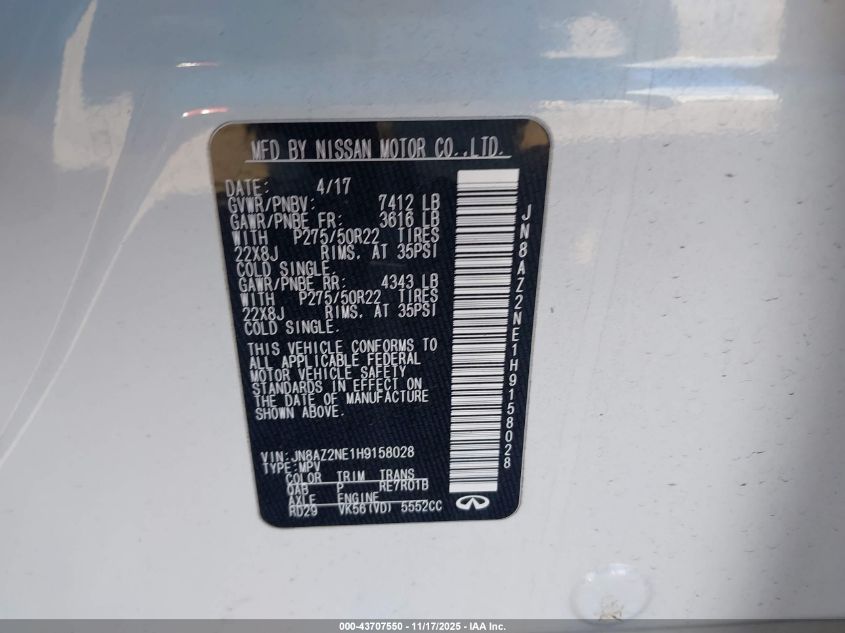 MFD BY NISSAN MOTOR CO.,LTD.
DATE: 4/17
GVWR/PNBV: 7412 LB
GAWR/PNBE FR: 3616 LB
WITH P275/50R22 TIRES
22X8J RIMS. AT 35PSI
COLD SINGLE.
GAWR/PNBE RR: 4343 LB
WITH P275/50R22 TIRES
22X8J RIMS. AT 35PSI
COLD SINGLE.
THIS VEHICLE CONFORMS TO
ALL APPLICABLE FEDERAL
MOTOR VEHICLE SAFETY
STANDARDS IN EFFECT ON
THE DATE OF MANUFACTURE
SHOWN ABOVE.
VIN:JN8AZ2NE1H9158028
TYPE:MPV
COLOR TRIM TRANS
QAB P RE7R01B
AXLE ENGINE
RD29 VK56(VD) 5552CC
JN8AZ2NE1H9158028
000-43707550 - 11/17/2025 - IAA Inc.